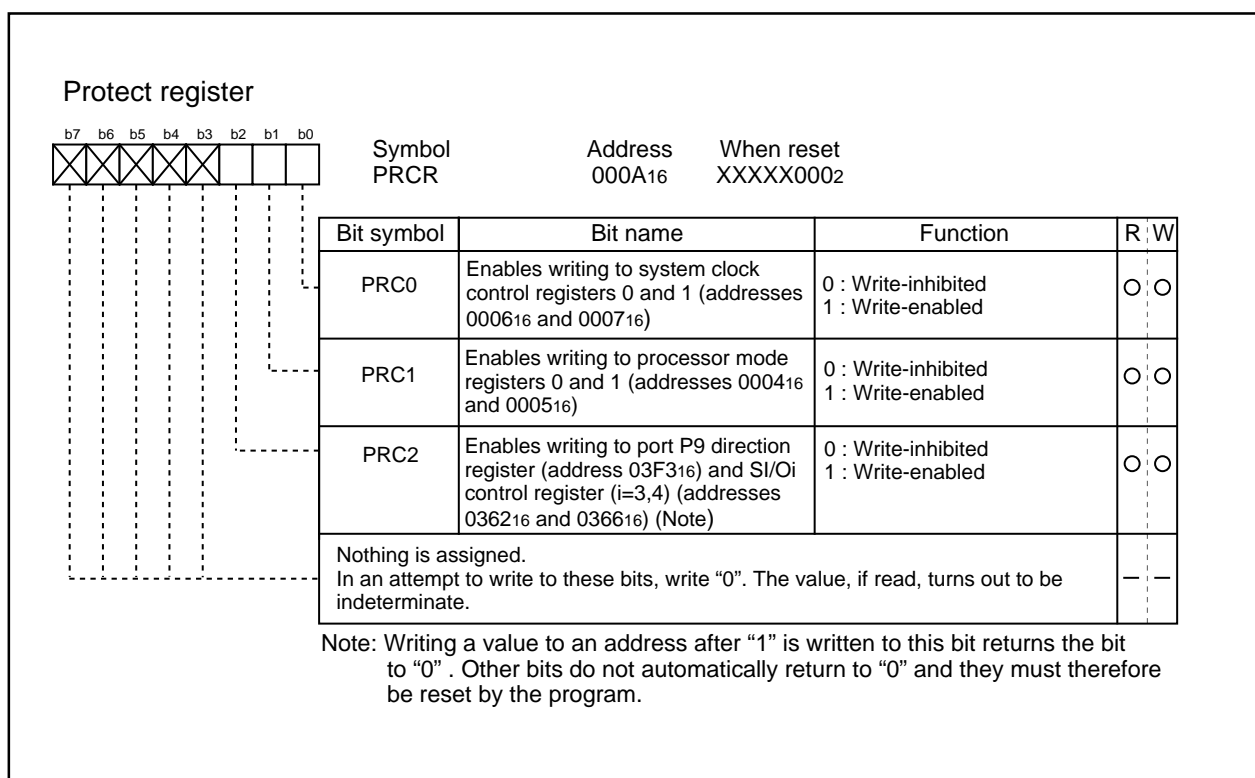 Protect register
b7 b6 b5 b4 b3 b2 b1 b0
Symbol Address When reset
PRCR 000A16 XXXXX0002
Bit symbol Bit name Function R W
PRC0 Enables writing to system clock
control registers 0 and 1 (addresses
000616 and 000716)
0 : Write-inhibited
1 : Write-enabled
PRC1 Enables writing to processor mode
registers 0 and 1 (addresses 000416
and 000516)
0 : Write-inhibited
1 : Write-enabled
PRC2 Enables writing to port P9 direction
register (address 03F316) and SI/Oi
control register (i=3,4) (addresses
036216 and 036616) (Note)
0 : Write-inhibited
1 : Write-enabled
Nothing is assigned.
In an attempt to write to these bits, write “0”. The value, if read, turns out to be
indeterminate.
Note: Writing a value to an address after “1” is written to this bit returns the bit
to “0” . Other bits do not automatically return to “0” and they must therefore
be reset by the program.